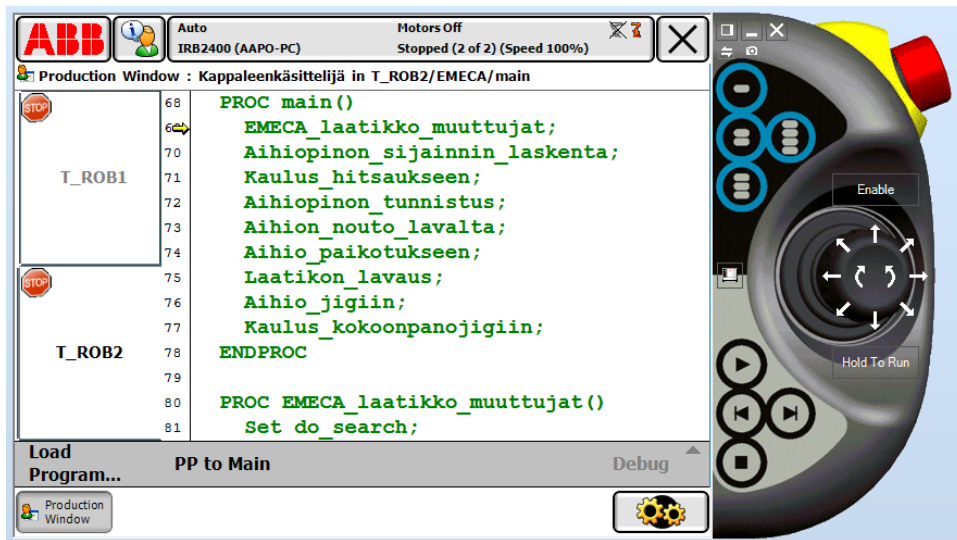 ABB
Auto
Motors Off
IRB2400 (AAPO-PC)
Stopped (2 of 2) (Speed 100%)
Production Window : Kappaleenkäsittelijä in T_ROB2/EMECA/main
STOP
T_ROB1
STOP
T_ROB2
68 PROC main()
EMECA_laatikko_muuttujat;
70 Aihiopinon_sijainnin_laskenta;
71 Kaulus_hitsaukseen;
72 Aihiopinon_tunnistus;
73 Aihion_nouto_lavalta;
74 Aihio_paikotukseen;
75 Laatikon_lavaus;
76 Aihio_jigiin;
77 Kaulus_kokoonpanojigiin;
78 ENDPROC
79
80 PROC EMECA_laatikko_muuttujat()
81 Set do_search;
Load
Program...
PP to Main
Debug
Production
Window
Enable
Hold To Run